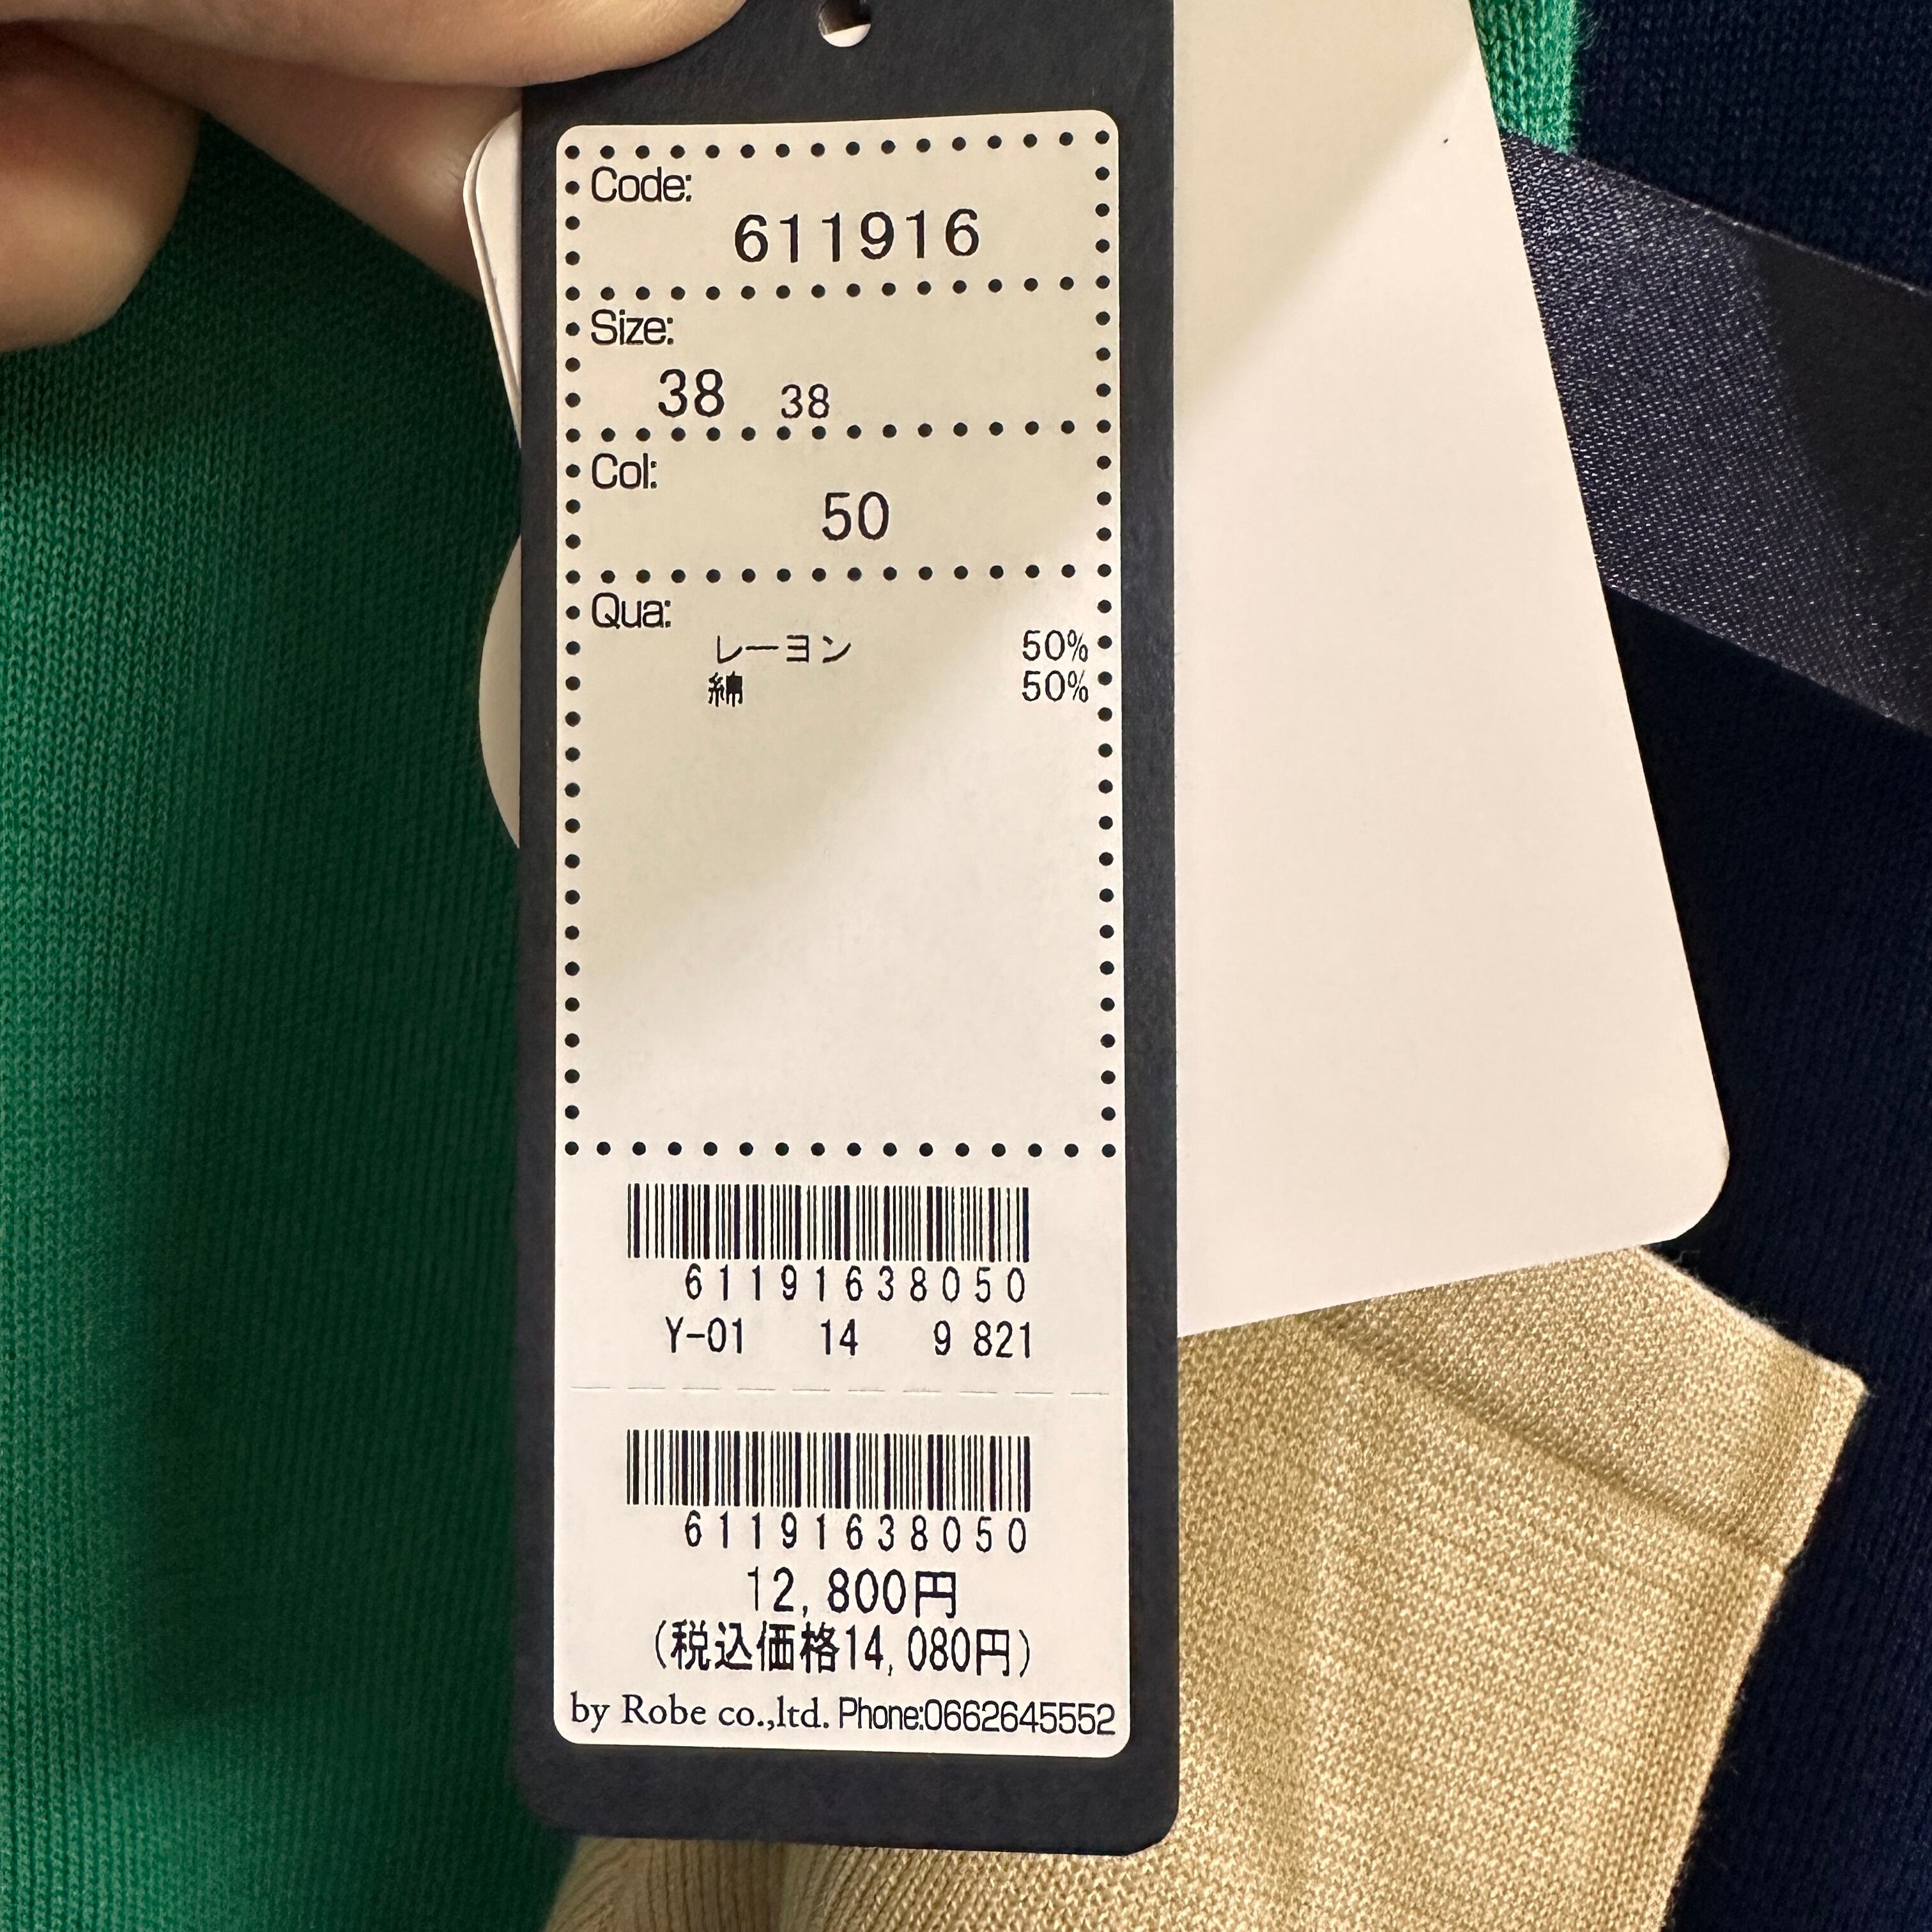 Code:
611916
Size:
38 38
Col:
50
Qua:
レーヨン 50%
綿 50%
61191638050
Y-01 14 9 821
61191638050
12,800円
(税込価格14,080円)
by Robe co.,ltd. Phone:0662645552